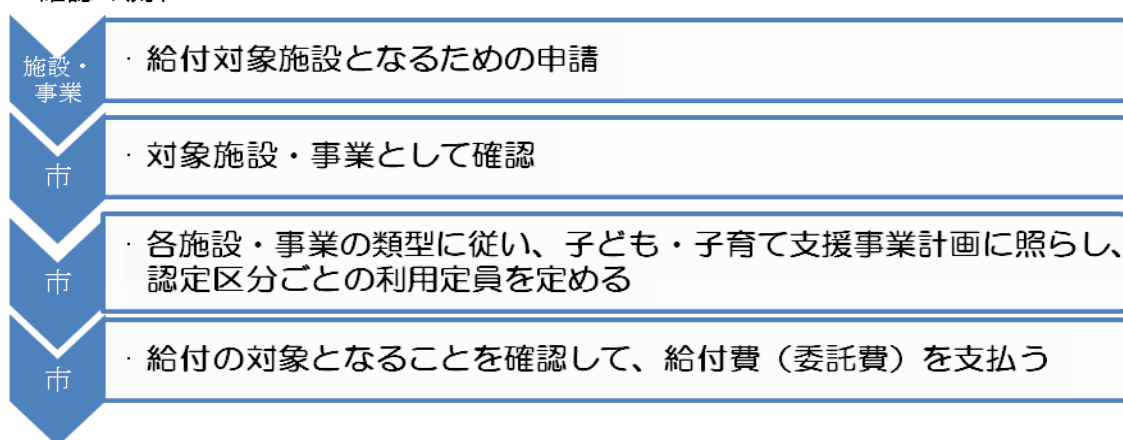 施設・
事業
・給付対象施設となるための申請
市
・対象施設・事業として確認
市
・各施設・事業の類型に従い、子ども・子育て支援事業計画に照らし、
認定区分ごとの利用定員を定める
市
・給付の対象となることを確認して、給付費（委託費）を支払う